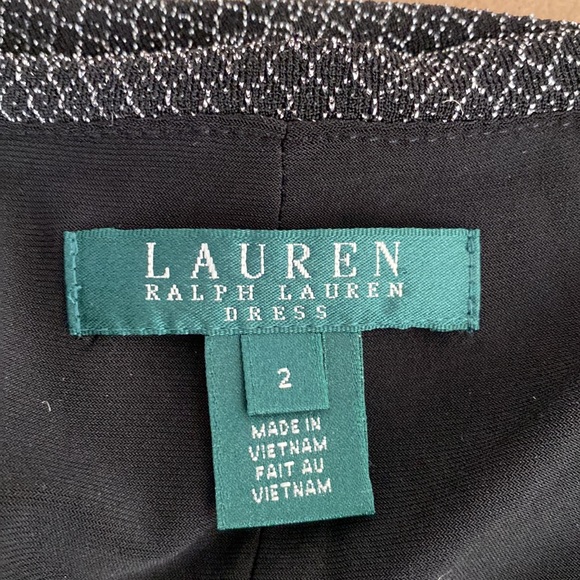 LAUREN
RALPH LAUREN
DRESS
2
MADE IN
VIETNAM
FAIT AU
VIETNAM